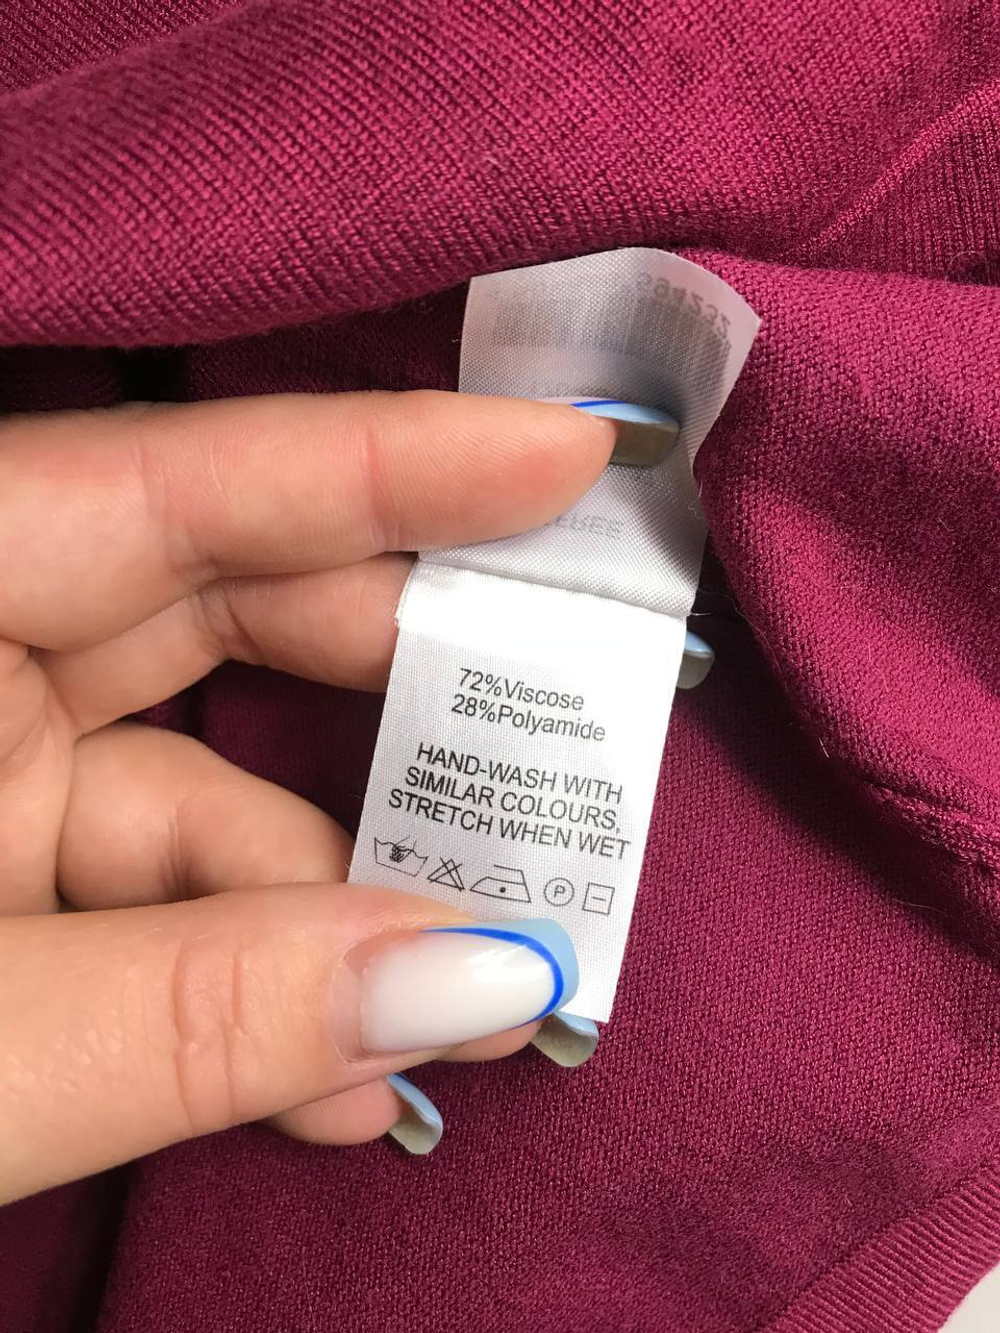 72%Viscose
28%Polyamide
HAND-WASH WITH
SIMILAR COLOURS,
STRETCH WHEN WET
P